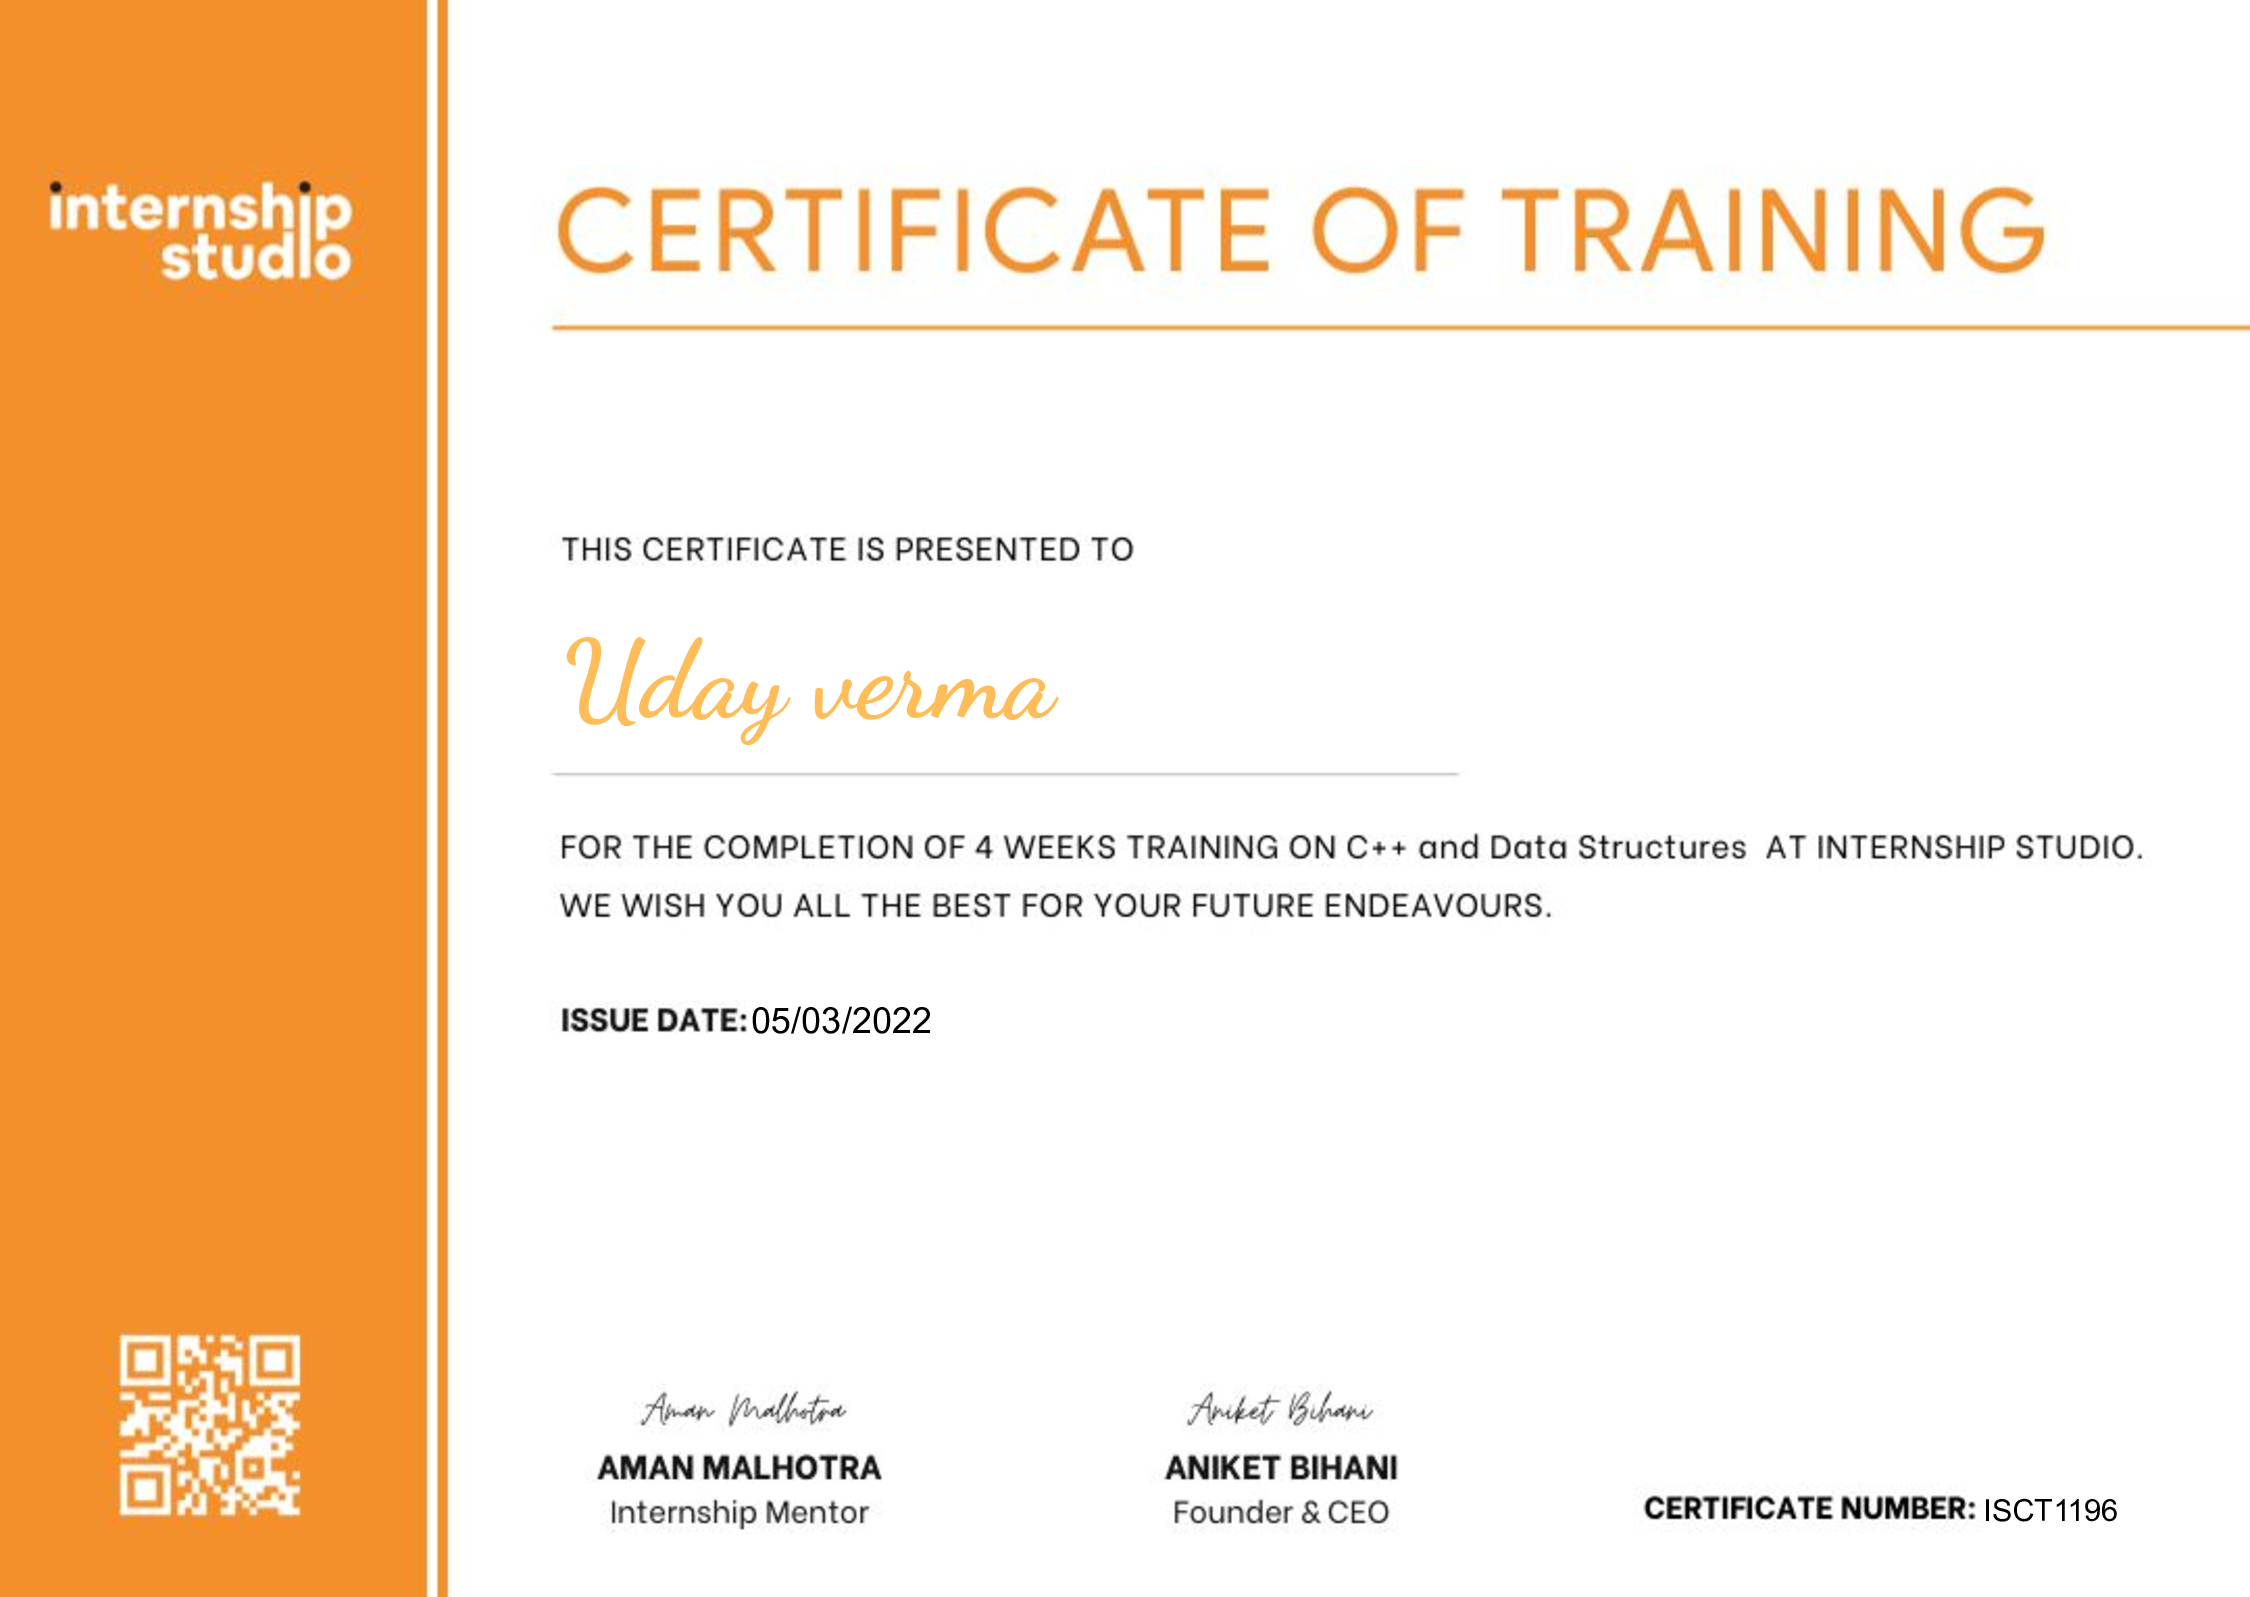 internship
studio
CERTIFICATE OF TRAINING
THIS CERTIFICATE IS PRESENTED TO
Uday verma
FOR THE COMPLETION OF 4 WEEKS TRAINING ON C++ and Data Structures AT INTERNSHIP STUDIO.
WE WISH YOU ALL THE BEST FOR YOUR FUTURE ENDEAVOURS.
ISSUE DATE: 05/03/2022
Aman Malhotra
AMAN MALHOTRA
Internship Mentor
Aniket Bihani
ANIKET BIHANI
Founder & CEO
CERTIFICATE NUMBER: ISCT1196